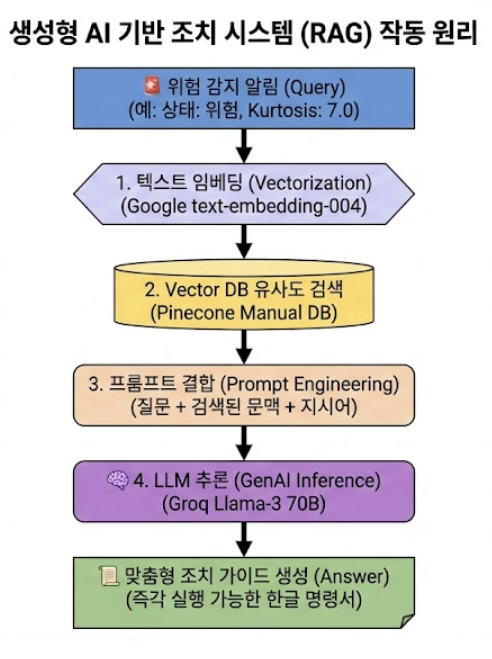 생성형 AI 기반 조치 시스템 (RAG) 작동 원리
🚨 위험 감지 알림 (Query)
(예: 상태: 위험, Kurtosis: 7.0)
1. 텍스트 임베딩 (Vectorization)
(Google text-embedding-004)
2. Vector DB 유사도 검색
(Pinecone Manual DB)
3. 프롬프트 결합 (Prompt Engineering)
(질문 + 검색된 문맥 + 지시어)
🧠 4. LLM 추론 (GenAI Inference)
(Groq Llama-3 70B)
📜 맞춤형 조치 가이드 생성 (Answer)
(즉각 실행 가능한 한글 명령서)